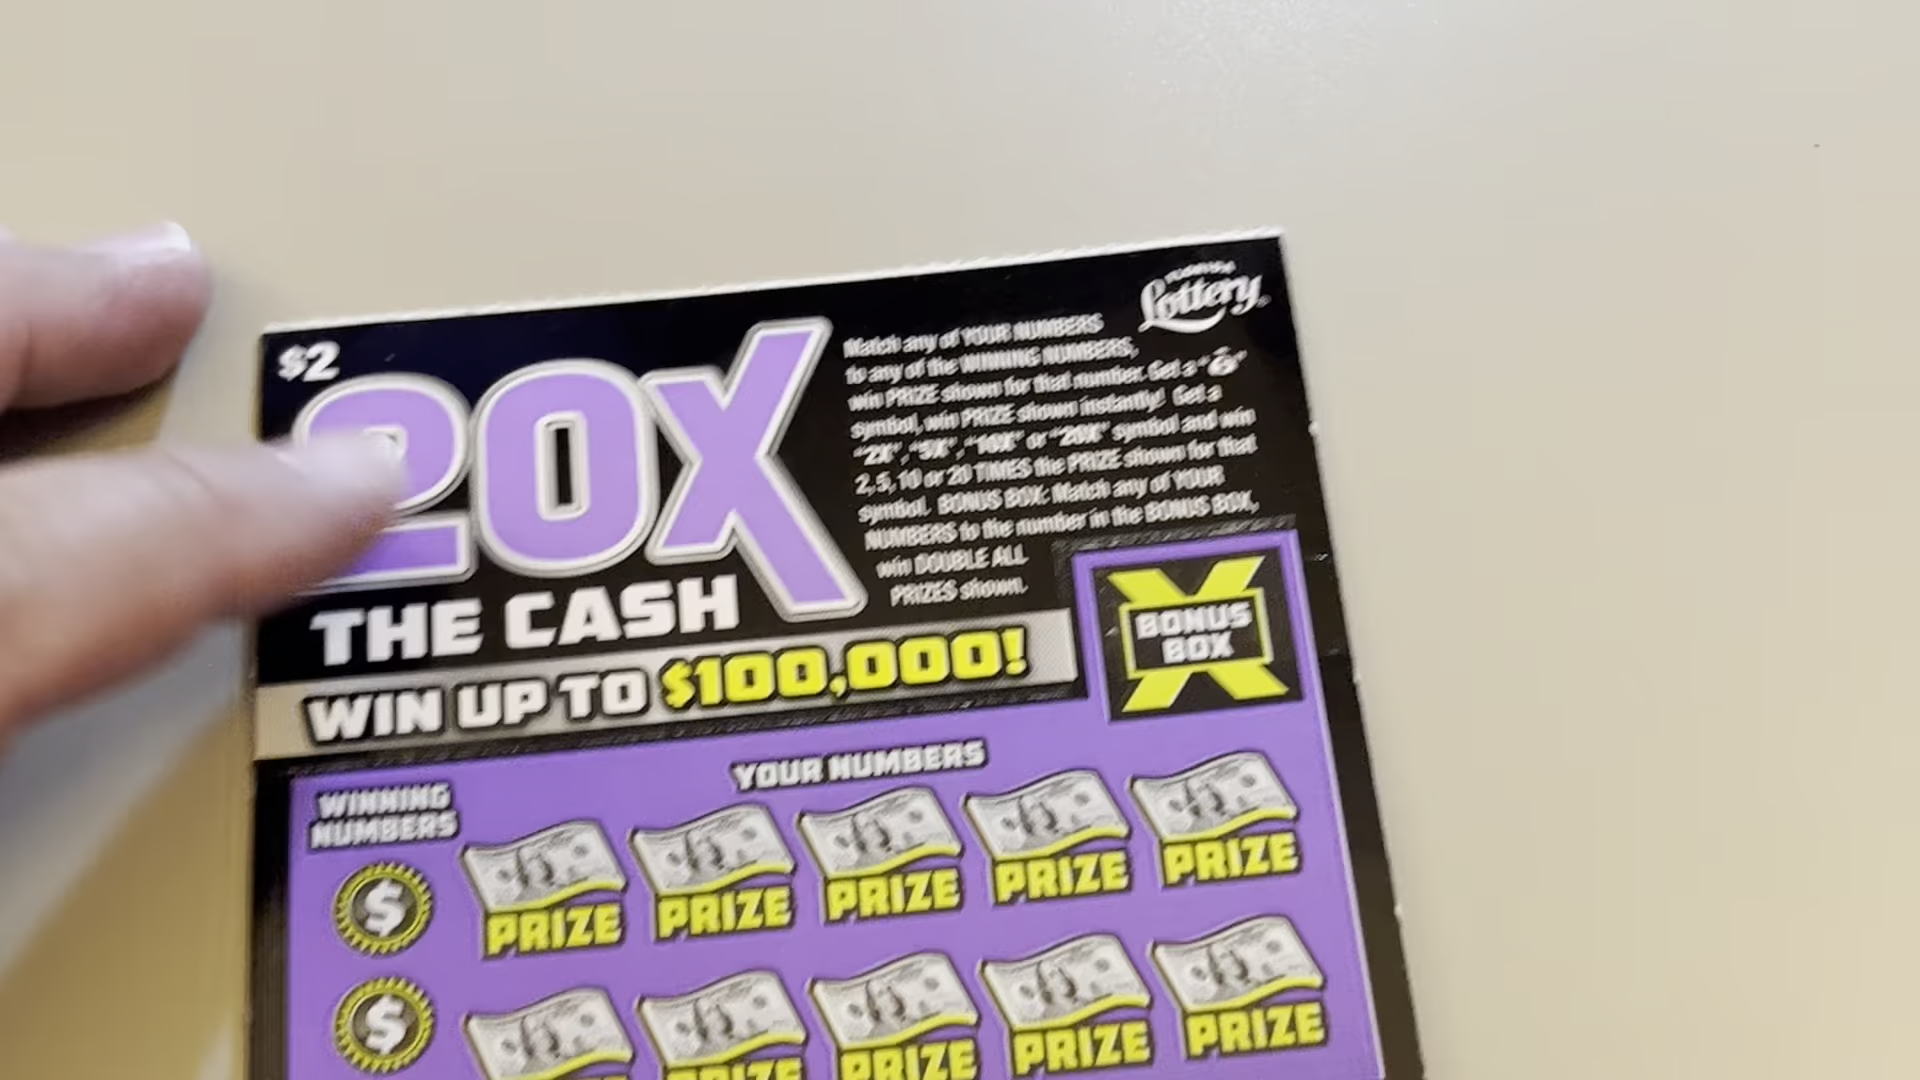 $2
FLORIDA
Lottery
20X
THE CASH
WIN UP TO $100,000!
Match any of YOUR NUMBERS
to any of the WINNING NUMBERS,
win PRIZE shown for that number. Get a " "
symbol, win PRIZE shown instantly! Get a
"2X", "5X", "10X" or "20X" symbol and win
2, 5, 10 or 20 TIMES the PRIZE shown for that
symbol. BONUS BOX: Match any of YOUR
NUMBERS to the number in the BONUS BOX,
win DOUBLE ALL
PRIZES shown.
BONUS
BOX
WINNING
NUMBERS
YOUR NUMBERS
$
PRIZE PRIZE PRIZE PRIZE PRIZE
$
PRIZE PRIZE PRIZE PRIZE PRIZE